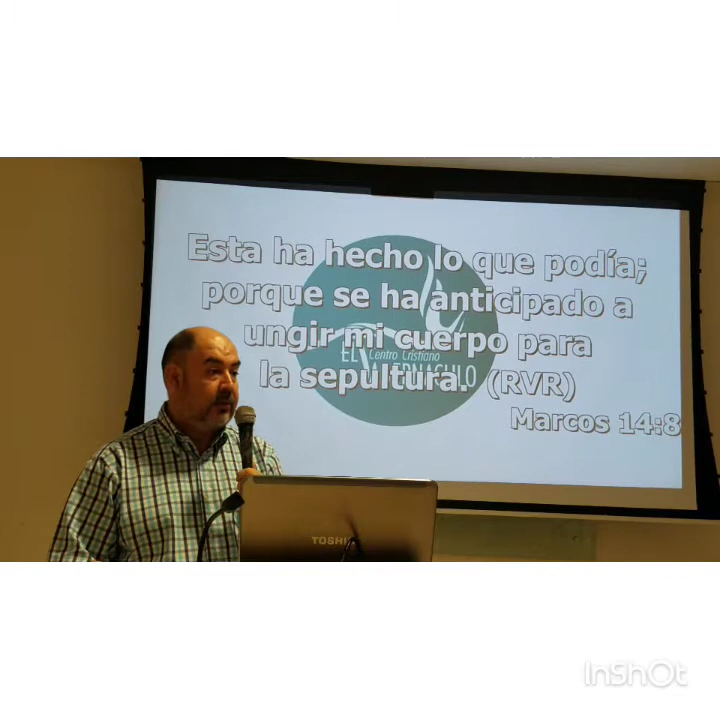 Esta ha hecho lo que podía;
porque se ha anticipado a
ungir mi cuerpo para
EL Centro Cristiano
la sepultura. (RVR)
Marcos 14:8
TOSHI
InShOt